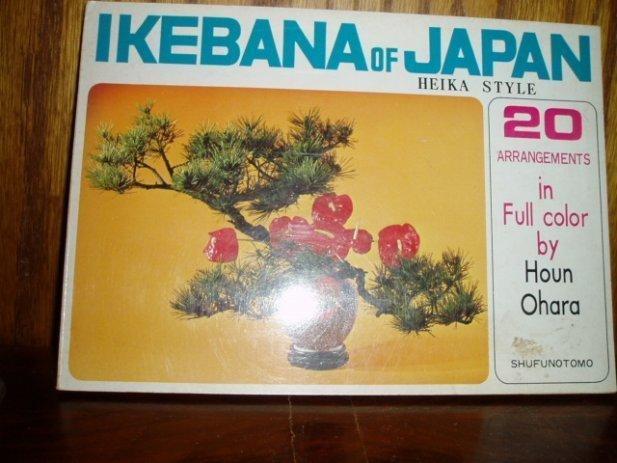 IKEBANA OF JAPAN
HEIKA STYLE
20
ARRANGEMENTS
in
Full color
by
Houn
Ohara
SHUFUNOTOMO